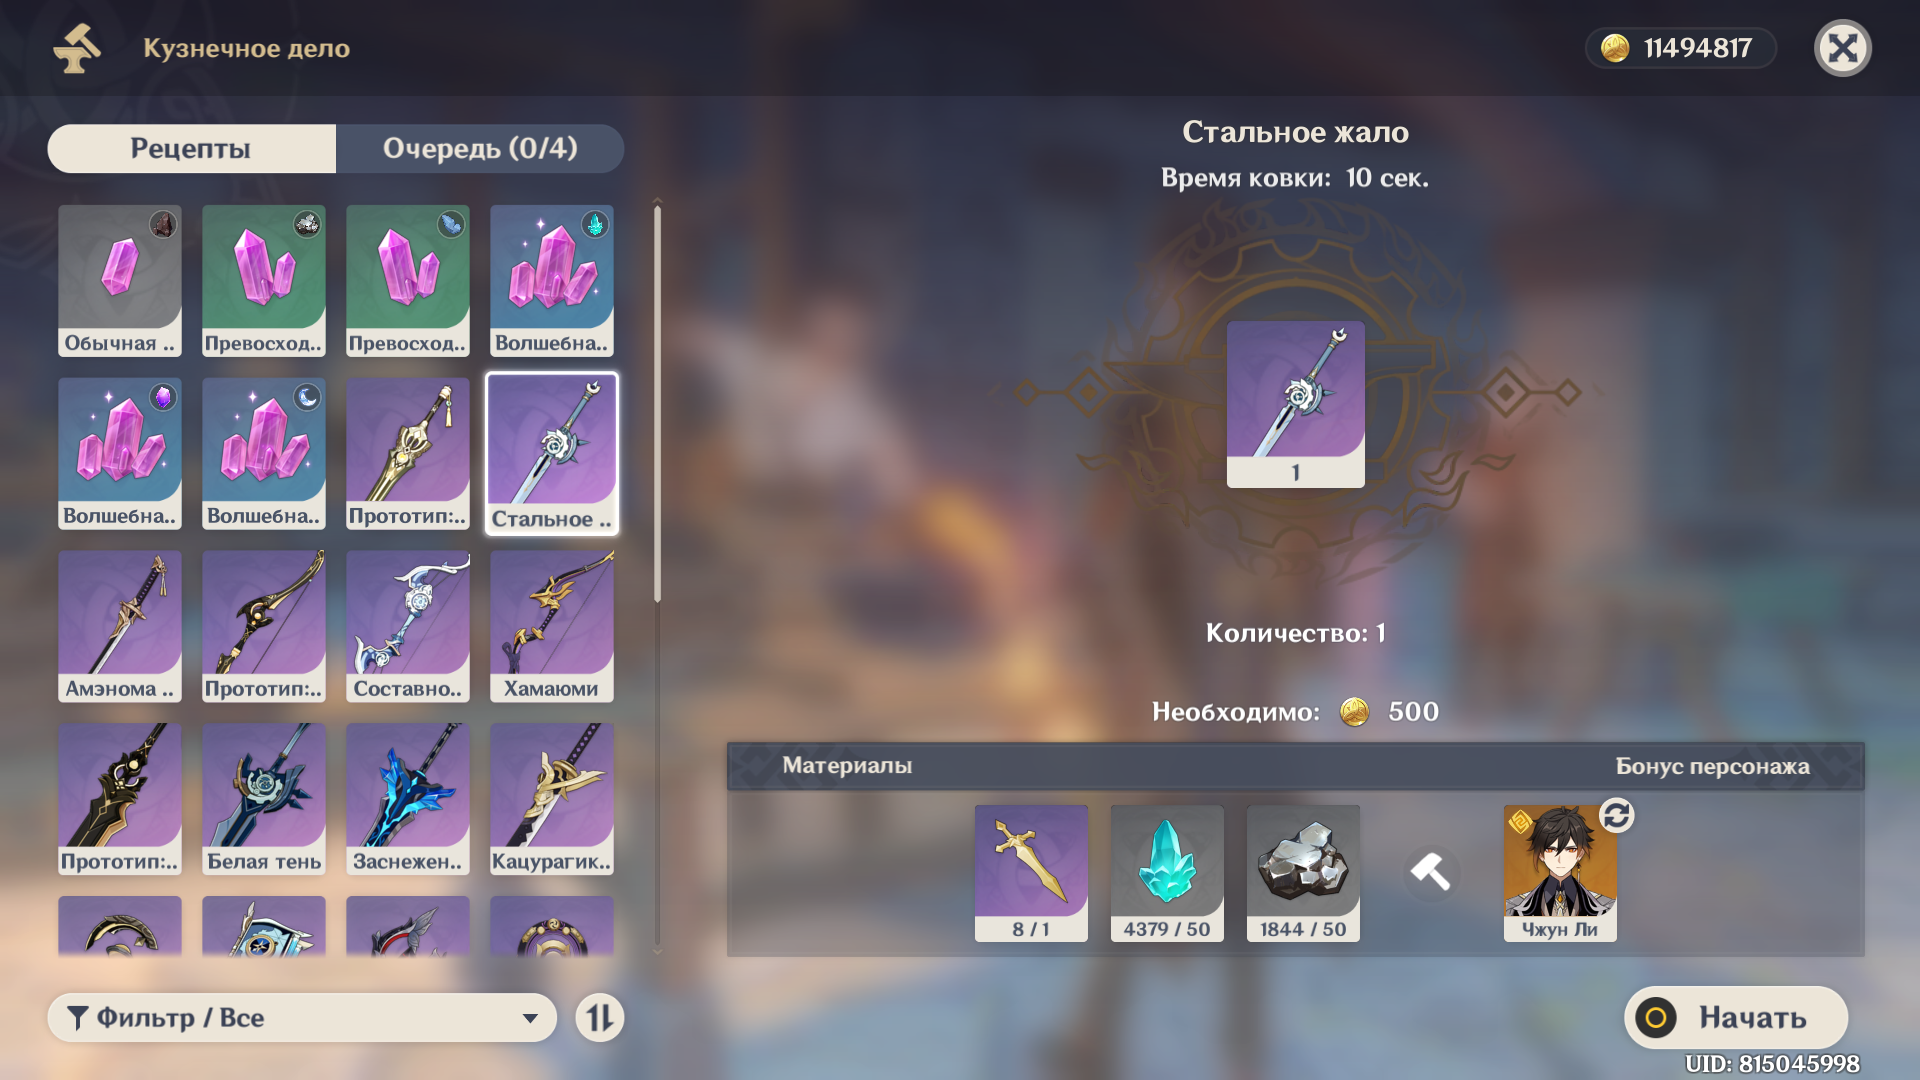 Кузнечное дело
11494817
Рецепты
Очередь (0/4)
Стальное жало
Время ковки: 10 сек.
Обычная ..
Превосход..
Превосход..
Волшебна..
Волшебна..
Волшебна..
Прототип:..
Стальное ..
1
Амэнома ..
Прототип:..
Составно..
Хамаюми
Количество: 1
Необходимо: 500
Прототип:..
Белая тень
Заснежен..
Кацурагик..
Материалы
Бонус персонажа
8 / 1
4379 / 50
1844 / 50
Чжун Ли
Фильтр / Все
Начать
UID: 815045998